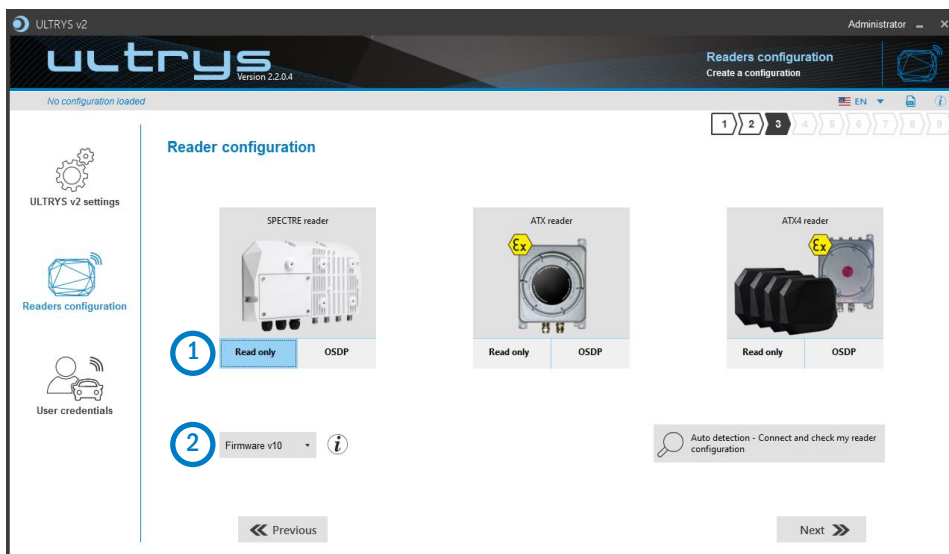 ULTRYS v2
Administrator
ultrys
Version 2.2.0.4
Readers configuration
Create a configuration
No configuration loaded
EN
1 2 3 4 5 6 7 8 9
Reader configuration
ULTRYS v2 settings
Readers configuration
User credentials
SPECTRE reader
ATX reader
ATX4 reader
Ex
Ex
1
Read only
OSDP
Read only
OSDP
Read only
OSDP
2
Firmware v10
i
Auto detection - Connect and check my reader
configuration
Previous
Next